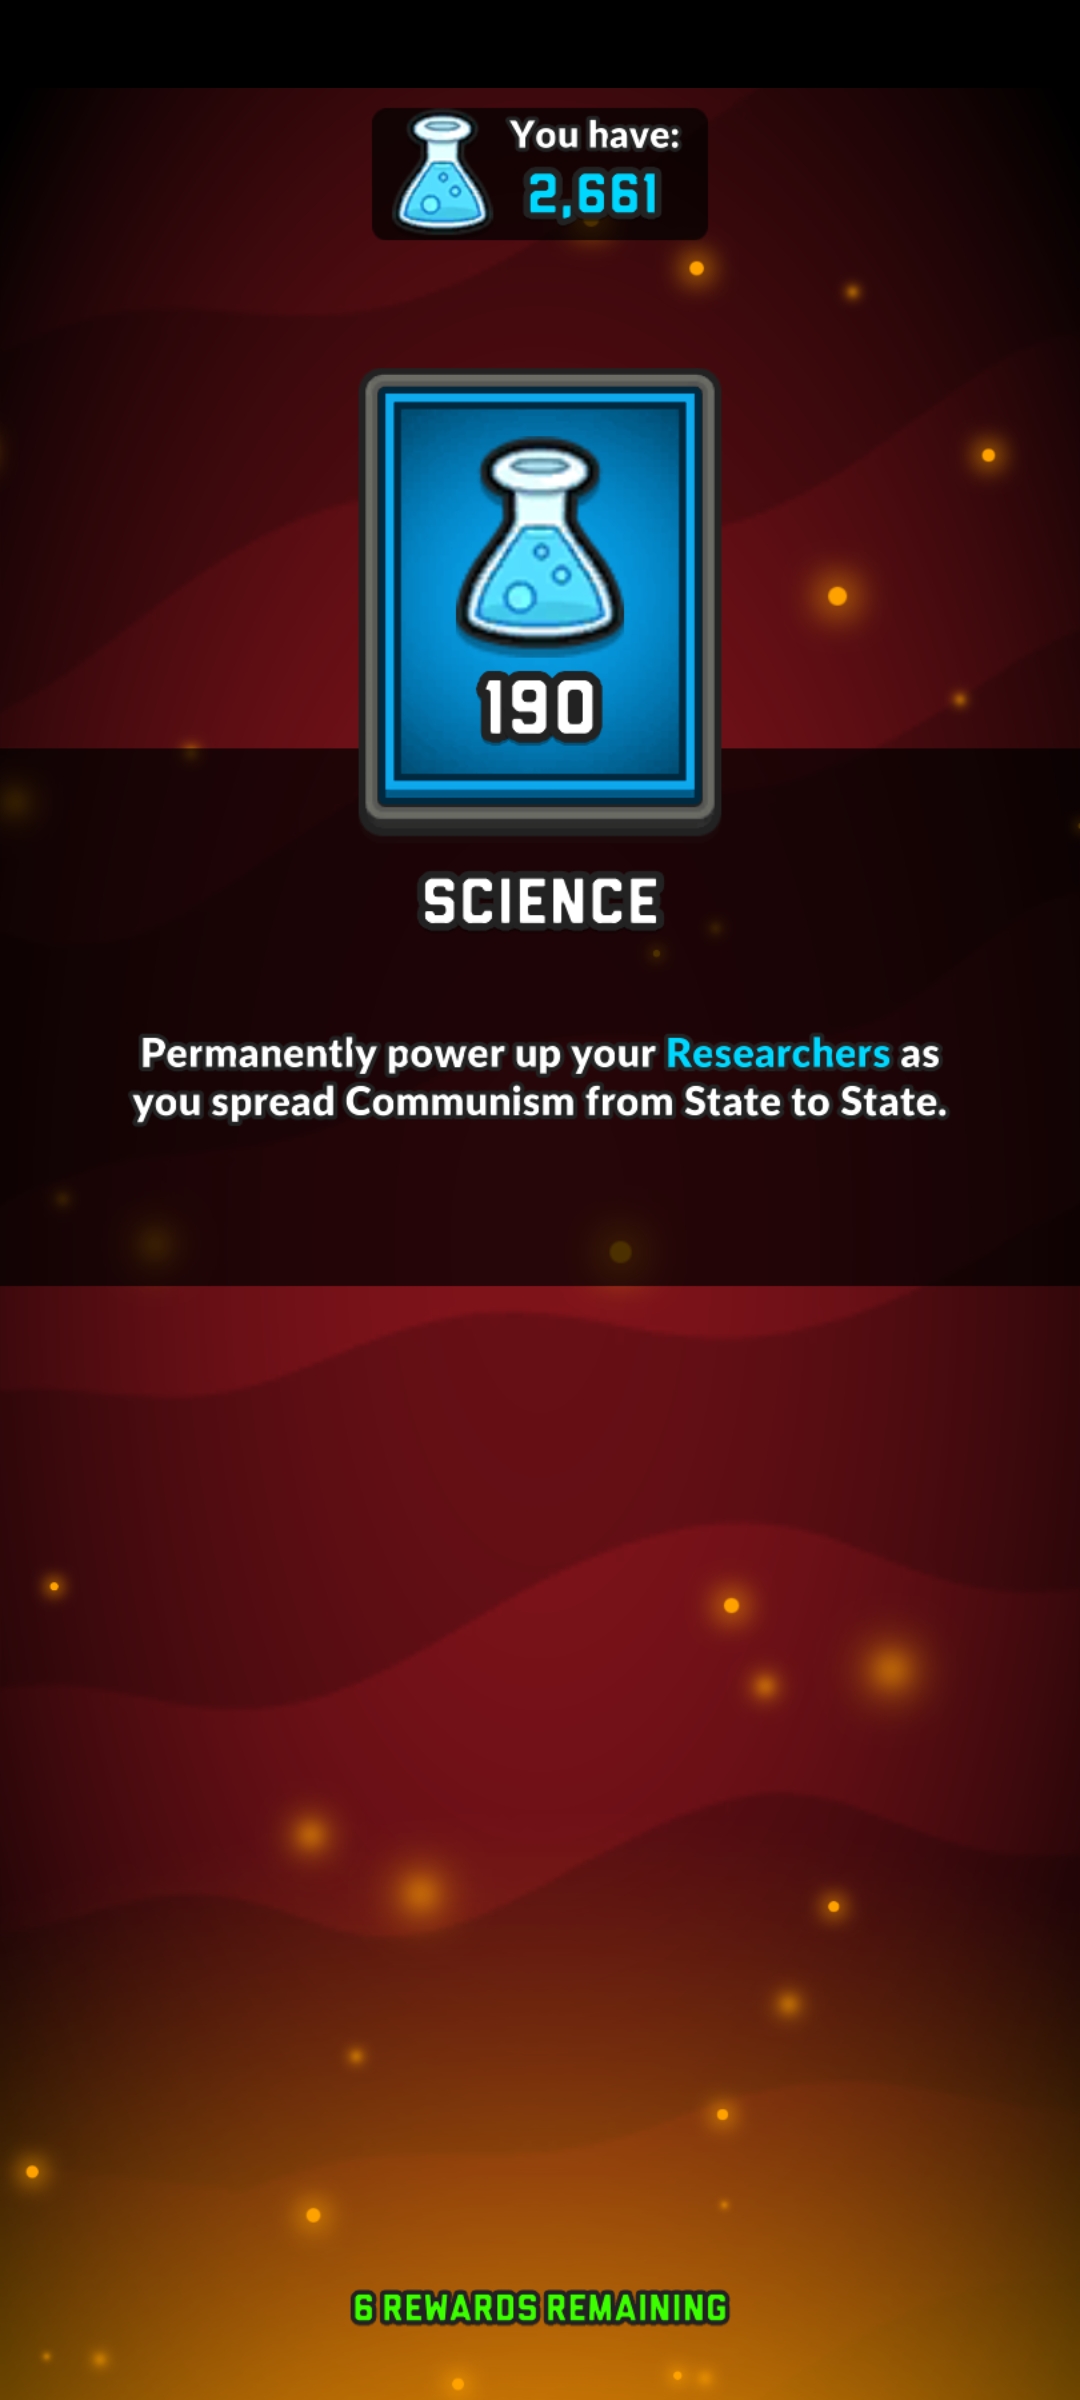 You have:
2,661
190
SCIENCE
Permanently power up your Researchers as
you spread Communism from State to State.
6 REWARDS REMAINING